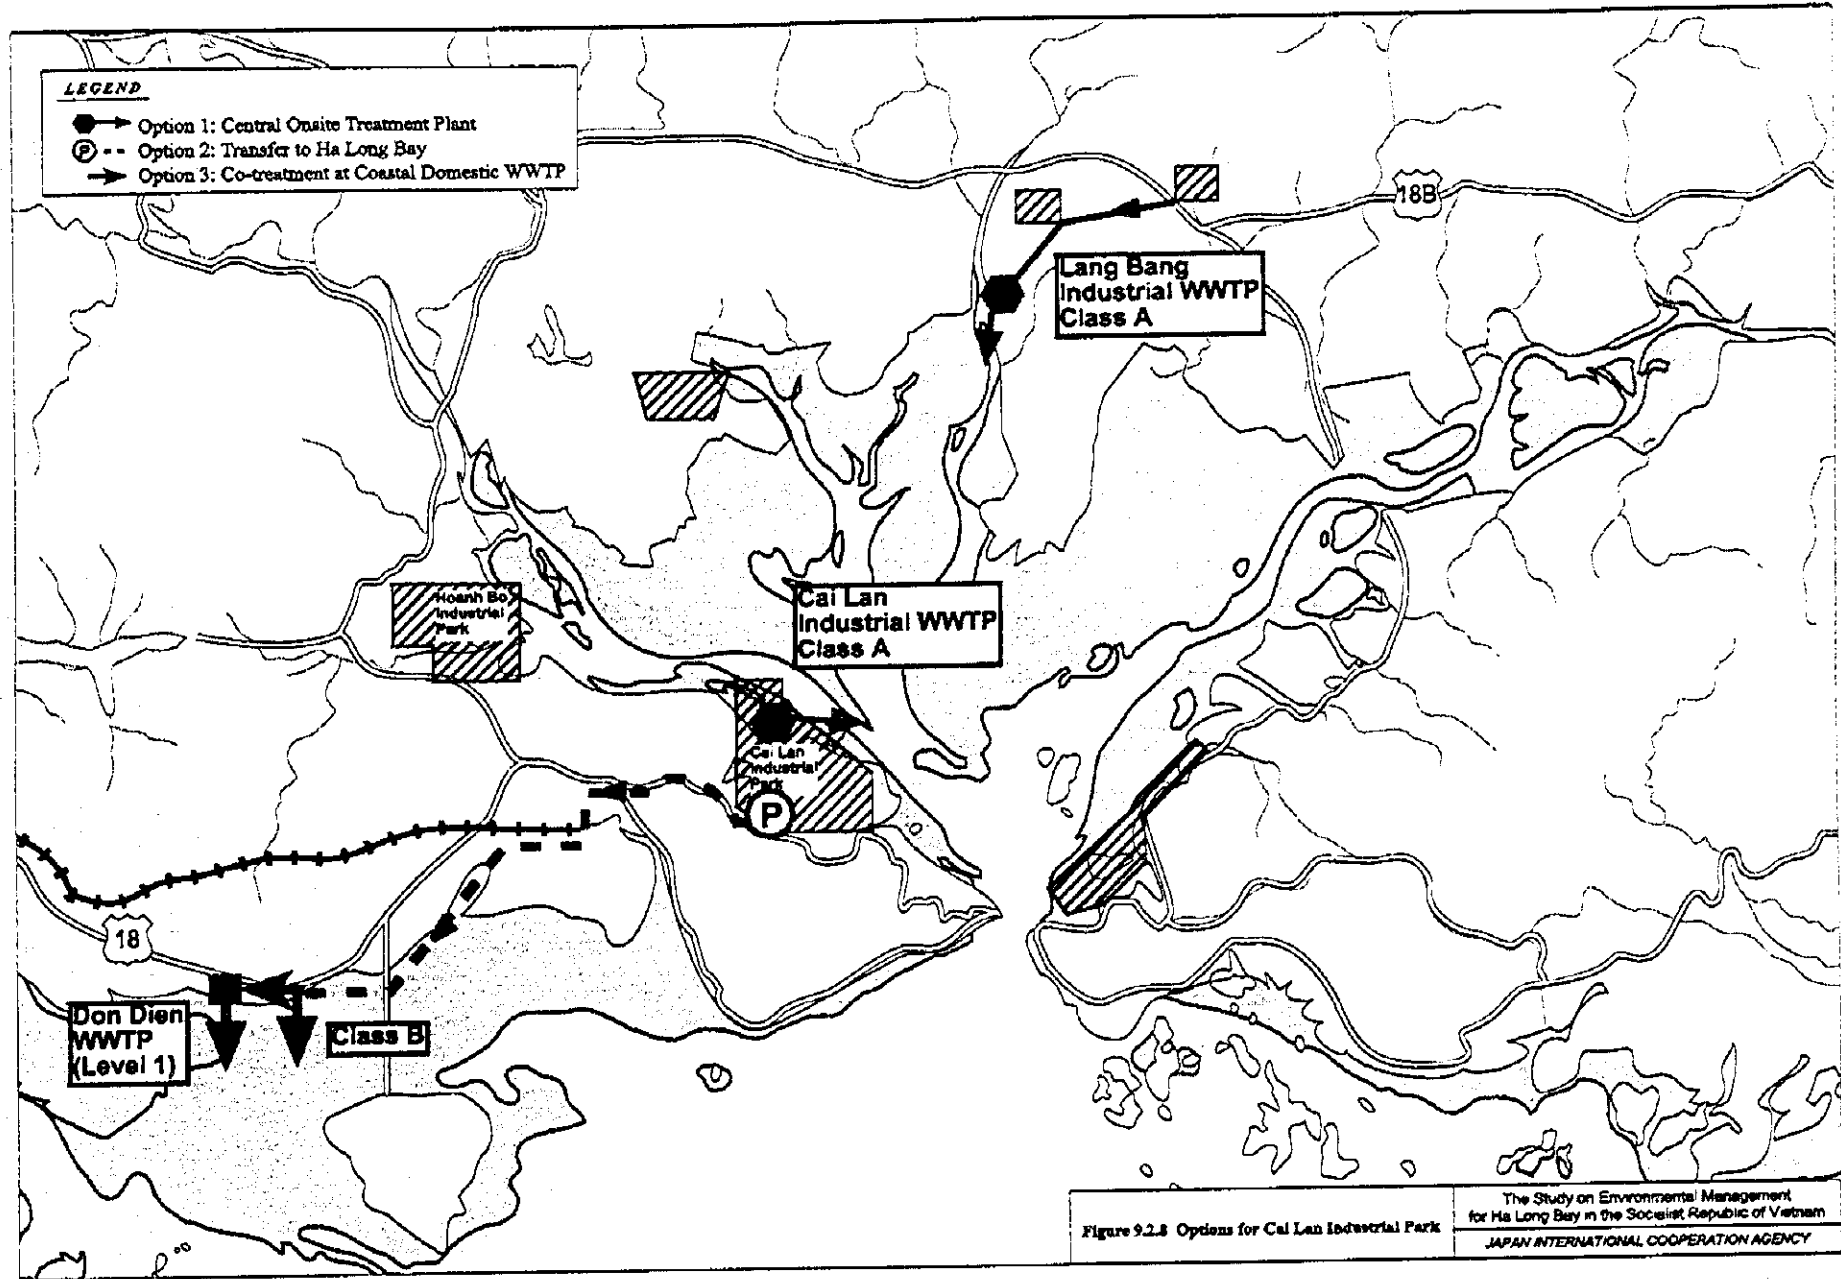 LEGEND
Option 1: Central Onsite Treatment Plant
P Option 2: Transfer to Ha Long Bay
Option 3: Co-treatment at Coastal Domestic WWTP
18B
Lang Bang
Industrial WWTP
Class A
Hoanh Bo
Industrial
Park
Cai Lan
Industrial WWTP
Class A
Cai Lan
Industrial
Park
P
18
Don Dien
WWTP
(Level 1)
Class B
Figure 9.2.8 Options for Cai Lan Industrial Park
The Study on Environmental Management
for Ha Long Bay in the Socialist Republic of Vietnam
JAPAN INTERNATIONAL COOPERATION AGENCY